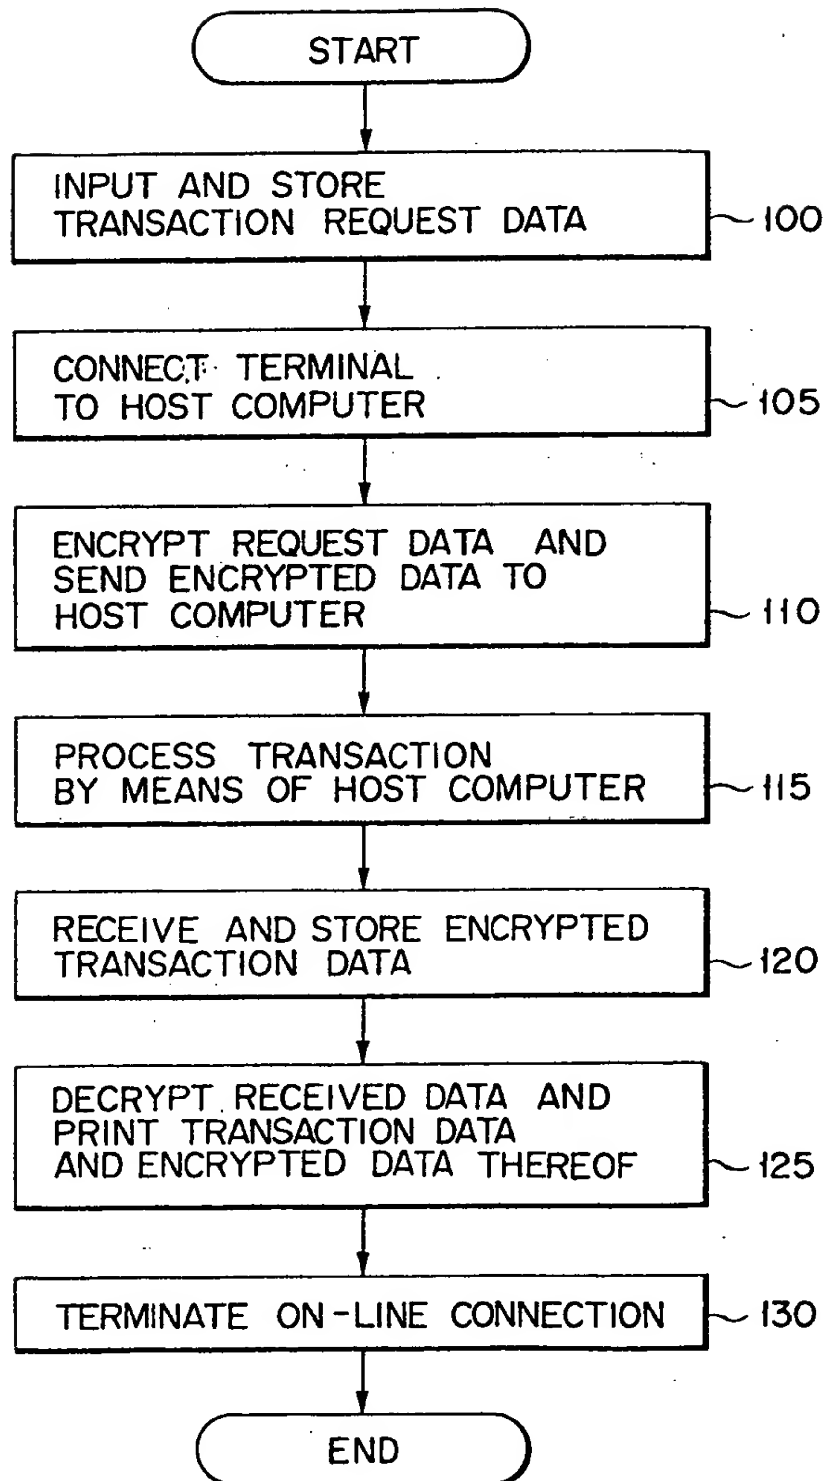 START
INPUT AND STORE
TRANSACTION REQUEST DATA
100
CONNECT TERMINAL
TO HOST COMPUTER
105
ENCRYPT REQUEST DATA AND
SEND ENCRYPTED DATA TO
HOST COMPUTER
110
PROCESS TRANSACTION
BY MEANS OF HOST COMPUTER
115
RECEIVE AND STORE ENCRYPTED
TRANSACTION DATA
120
DECRYPT RECEIVED DATA AND
PRINT TRANSACTION DATA
AND ENCRYPTED DATA THEREOF
125
TERMINATE ON-LINE CONNECTION
130
END